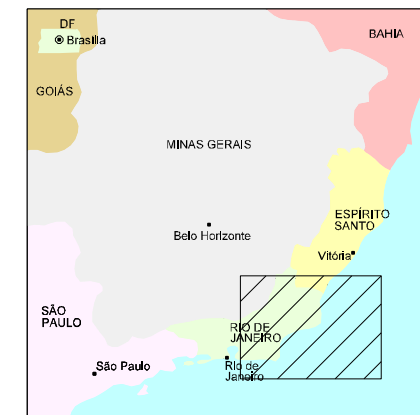 DF
Brasília
BAHIA
GOIÁS
MINAS GERAIS
ESPÍRITO
SANTO
Belo Horizonte
Vitória
SÃO
PAULO
RIO DE
JANEIRO
São Paulo
Rio de
Janeiro